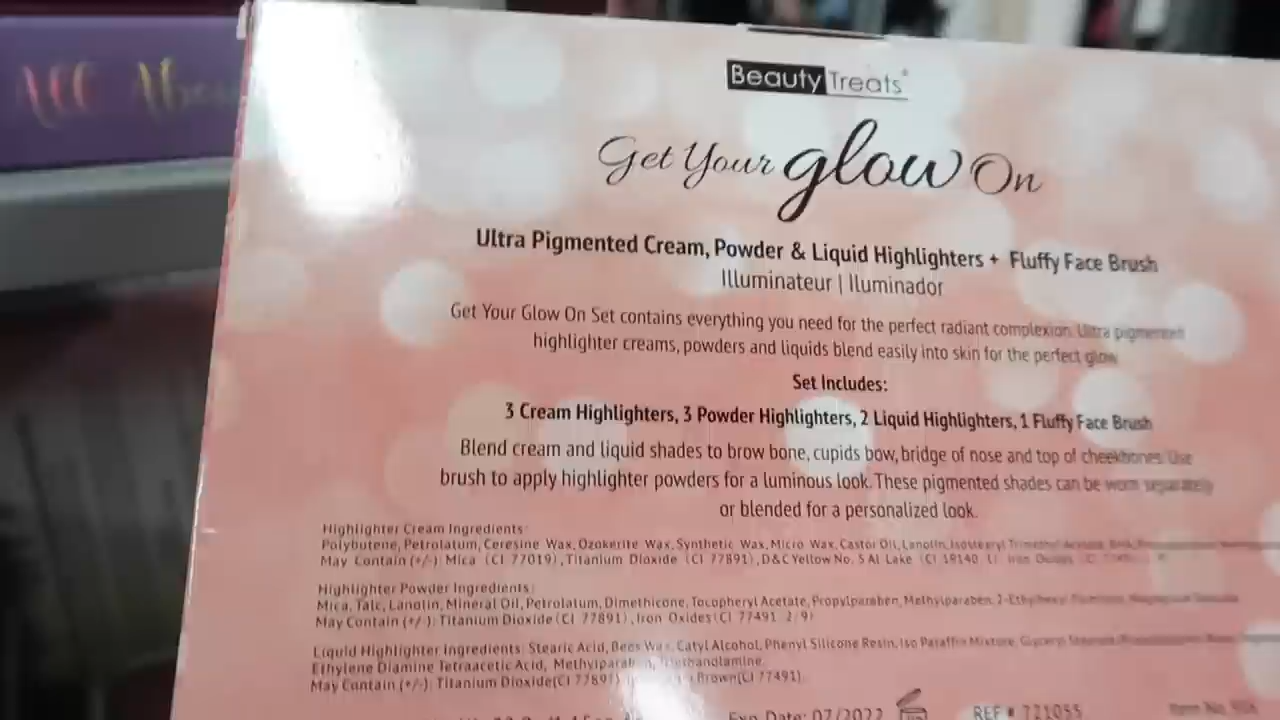 All Abou
Beauty Treats®
Get Your glow On
Ultra Pigmented Cream, Powder & Liquid Highlighters + Fluffy Face Brush
Illuminateur | Iluminador
Get Your Glow On Set contains everything you need for the perfect radiant complexion. Ultra pigmented
highlighter creams, powders and liquids blend easily into skin for the perfect glow
Set Includes:
3 Cream Highlighters, 3 Powder Highlighters, 2 Liquid Highlighters, 1 Fluffy Face Brush
Blend cream and liquid shades to brow bone, cupids bow, bridge of nose and top of cheekbones. Use
brush to apply highlighter powders for a luminous look. These pigmented shades can be worn separately
or blended for a personalized look.
Highlighter Cream Ingredients:
Polybutene, Petrolatum, Ceresine Wax, Ozokerite Wax, Synthetic Wax, Micro Wax, Castor Oil, Lanolin,
May Contain (+/-): Mica (CI 77019), Titanium Dioxide (CI 77891), D&C Yellow No. 5 Al Lake
Highlighter Powder Ingredients:
Mica, Talc, Lanolin, Mineral Oil, Petrolatum, Dimethicone, Tocopheryl Acetate, Propylparaben, Methylparaben,
May Contain (+/-): Titanium Dioxide (CI 77891), Iron Oxides (CI 77491, 2/9)
Liquid Highlighter Ingredients: Stearic Acid, Bees Wax, Catyl Alcohol, Phenyl Silicone Resin, Iso Paraffin Mixture,
Ethylene Diamine Tetraacetic Acid, Methylparaben,
May Contain (+/-): Titanium Dioxide(CI 77891) Brown(CI 77491)
Exp Date: 07/2022 REF # 721055